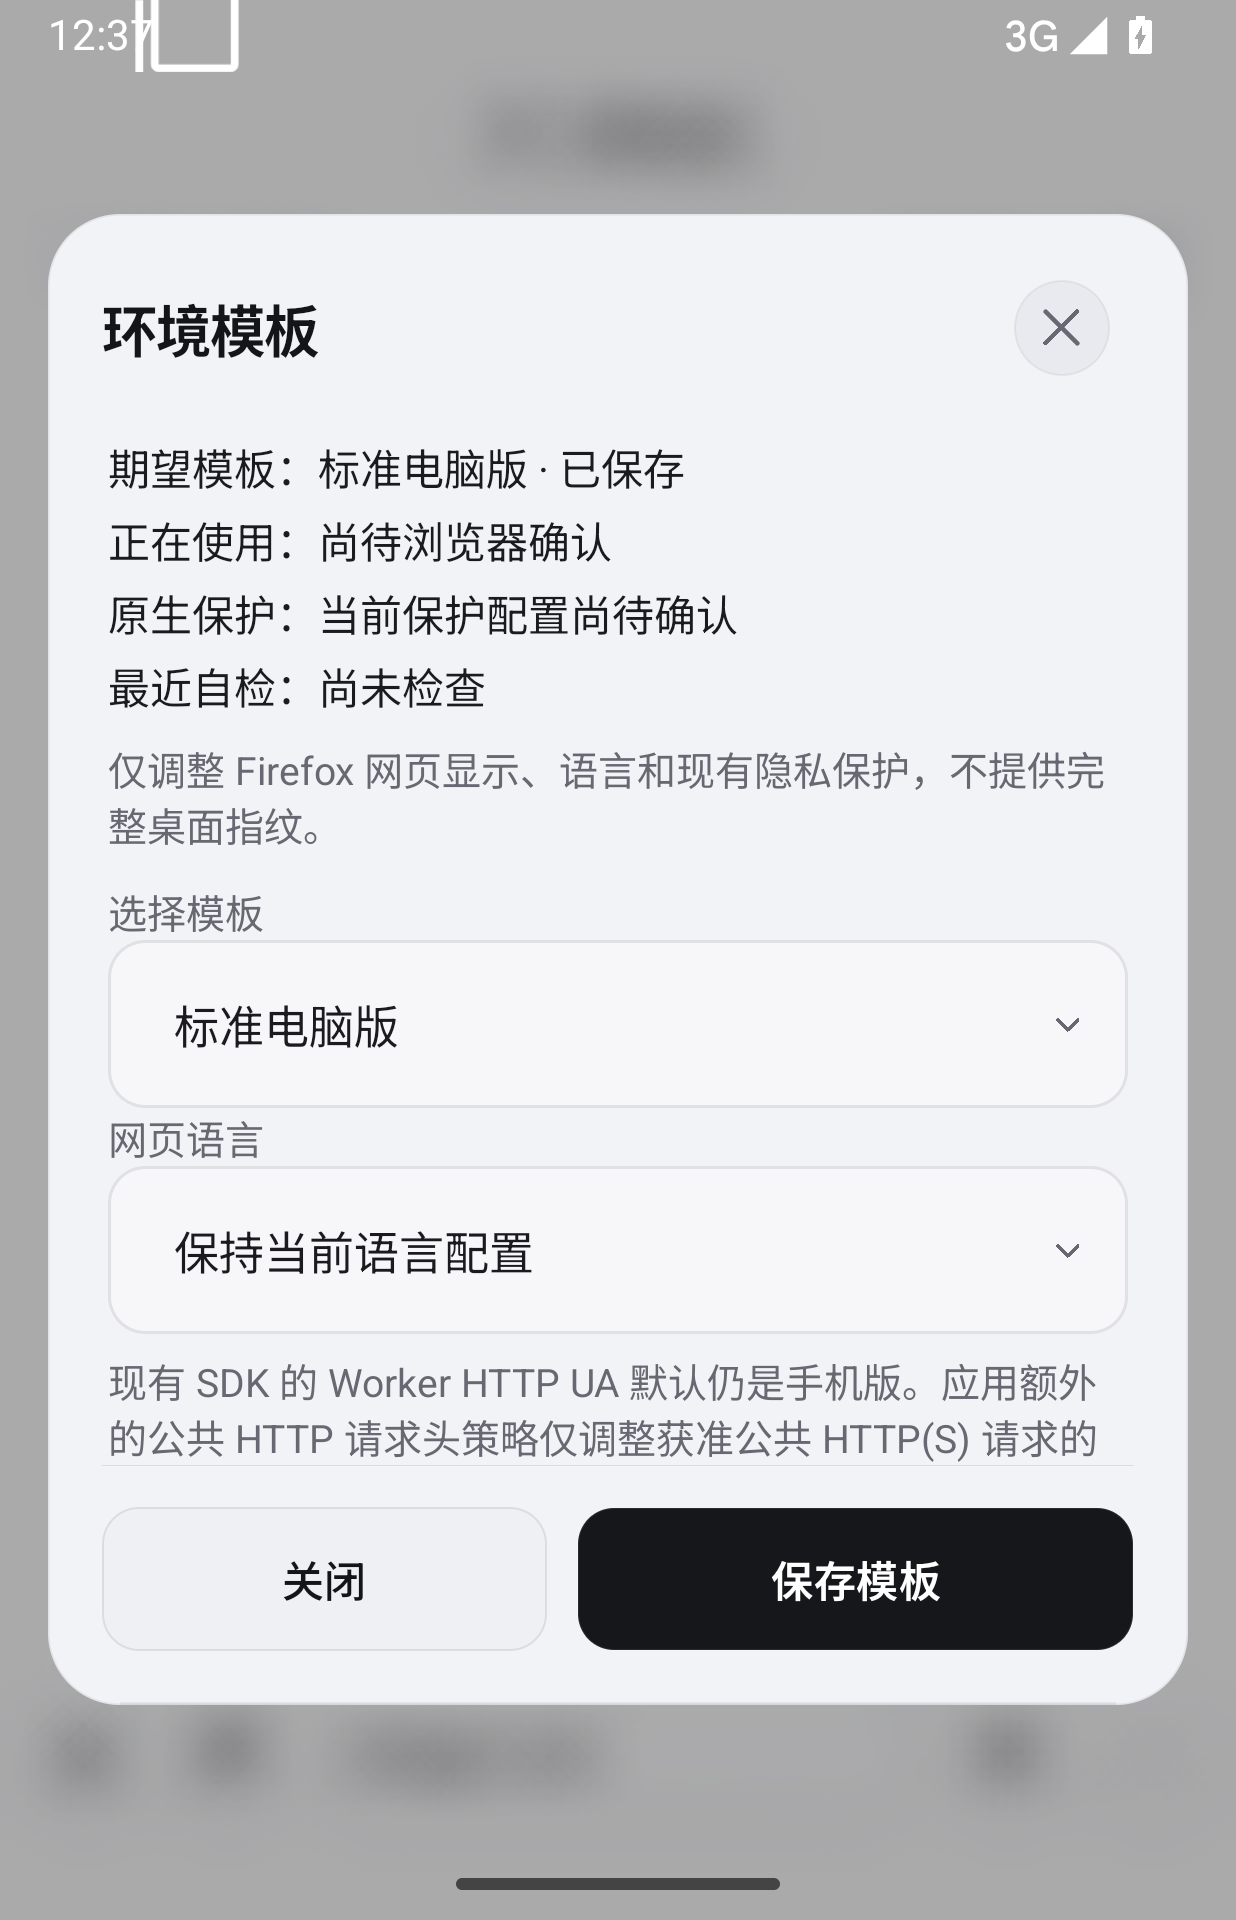 12:37
3G
环境模板
期望模板：标准电脑版 · 已保存
正在使用：尚待浏览器确认
原生保护：当前保护配置尚待确认
最近自检：尚未检查
仅调整 Firefox 网页显示、语言和现有隐私保护，不提供完
整桌面指纹。
选择模板
标准电脑版
网页语言
保持当前语言配置
现有 SDK 的 Worker HTTP UA 默认仍是手机版。应用额外
的公共 HTTP 请求头策略仅调整获准公共 HTTP(S) 请求的
关闭
保存模板